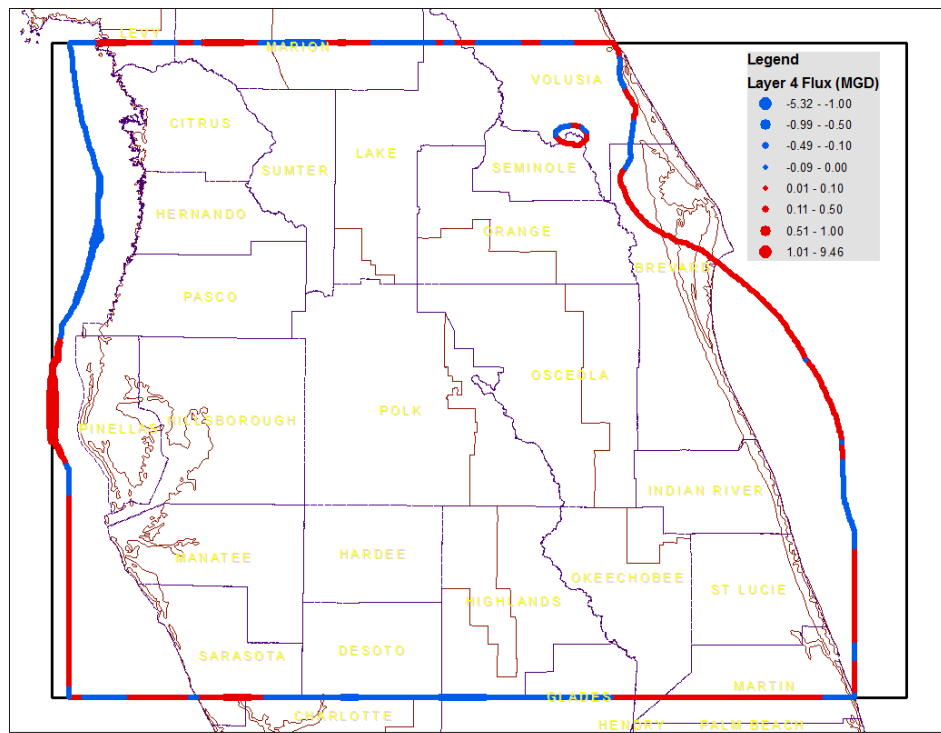 LEVY
MARION
Legend
Layer 4 Flux (MGD)
-5.32 - -1.00
-0.99 - -0.50
-0.49 - -0.10
-0.09 - 0.00
0.01 - 0.10
0.11 - 0.50
0.51 - 1.00
1.01 - 9.46
VOLUSIA
CITRUS
LAKE
SUMTER
SEMINOLE
HERNANDO
ORANGE
BREVARD
PASCO
OSCEOLA
POLK
PINELLAS
HILLSBOROUGH
INDIAN RIVER
MANATEE
HARDEE
OKEECHOBEE
ST LUCIE
HIGHLANDS
SARASOTA
DESOTO
MARTIN
GLADES
CHARLOTTE
HENDRY
PALM BEACH